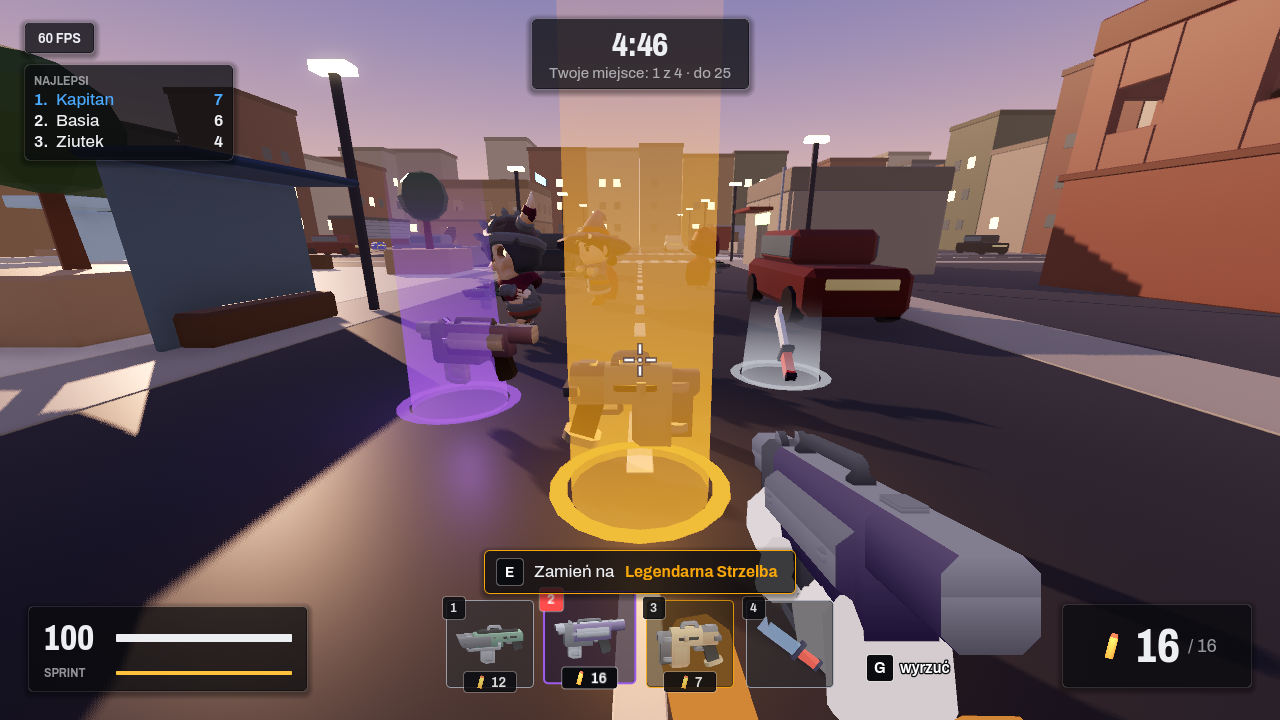 60 FPS
4:46
Twoje miejsce: 1 z 4 · do 25
NAJLEPSI
1. Kapitan 7
2. Basia 6
3. Ziutek 4
E Zamień na Legendarna Strzelba
1 2 3 4
12 16 7
100
SPRINT
G wyrzuć
16 / 16